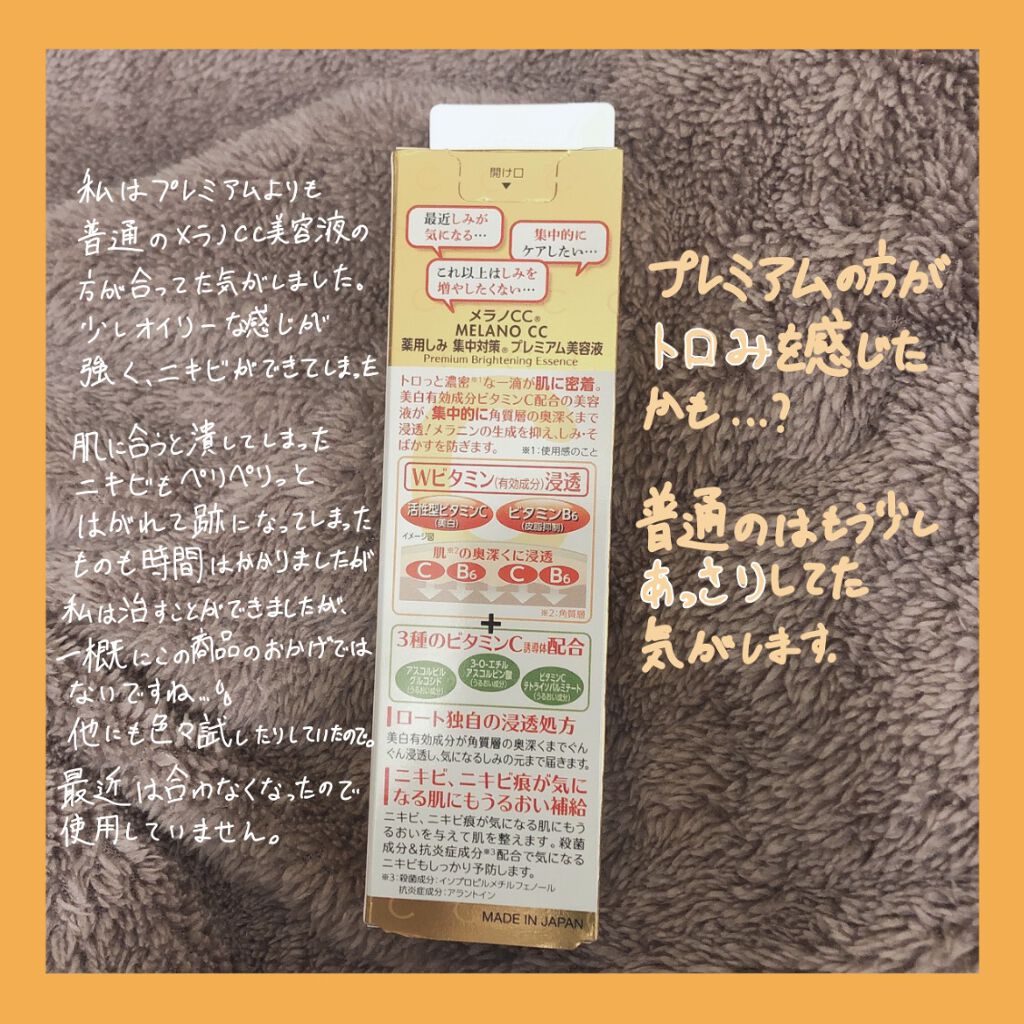 私はプレミアムよりも
普通のメラノCC美容液の
方が合ってた気がしました。
少しオイリーな感じが
強く、ニキビができてしまった
肌に合うと潰してしまった
ニキビもペリペリっと
はがれて跡になってしまった
ものも時間はかかりましたが
私は治すことができましたが、
一概にこの商品のおかげでは
ないですね…
他にも色々試したりしていたので。
最近は合わなくなったので
使用していません。
開け口
最近しみが
気になる…
集中的に
ケアしたい…
これ以上はしみを
増やしたくない…
メラノCC®
MELANO CC
薬用しみ 集中対策®プレミアム美容液
Premium Brightening Essence
トロっと濃密※1な一滴が肌に密着。
美白有効成分ビタミンC配合の美容
液が、集中的に角質層の奥深くまで
浸透!メラニンの生成を抑え、しみ・そ
ばかすを防ぎます。 ※1:使用感のこと
Wビタミン(有効成分)浸透
活性型ビタミンC
(美白)
ビタミンB6
(皮脂抑制)
イメージ図
肌※2の奥深くに浸透
C B6 C B6
※2:角質層
+
3種のビタミンC誘導体配合
アスコルビル
グルコシド
(うるおい成分)
3-O-エチル
アスコルビン酸
(うるおい成分)
ビタミンC
テトライソパルミテート
(うるおい成分)
ロート独自の浸透処方
美白有効成分が角質層の奥深くまでぐん
ぐん浸透し、気になるしみの元まで届きます。
ニキビ、ニキビ痕が気に
なる肌にもうるおい補給
ニキビ、ニキビ痕が気になる肌にもう
るおいを与えて肌を整えます。殺菌
成分&抗炎症成分※3配合で気になる
ニキビもしっかり予防します。
※3:殺菌成分:イソプロピルメチルフェノール
抗炎症成分:アラントイン
MADE IN JAPAN
プレミアムの方が
トロみを感じた
かも…?
普通のはもう少し
あっさりしてた
気がします.